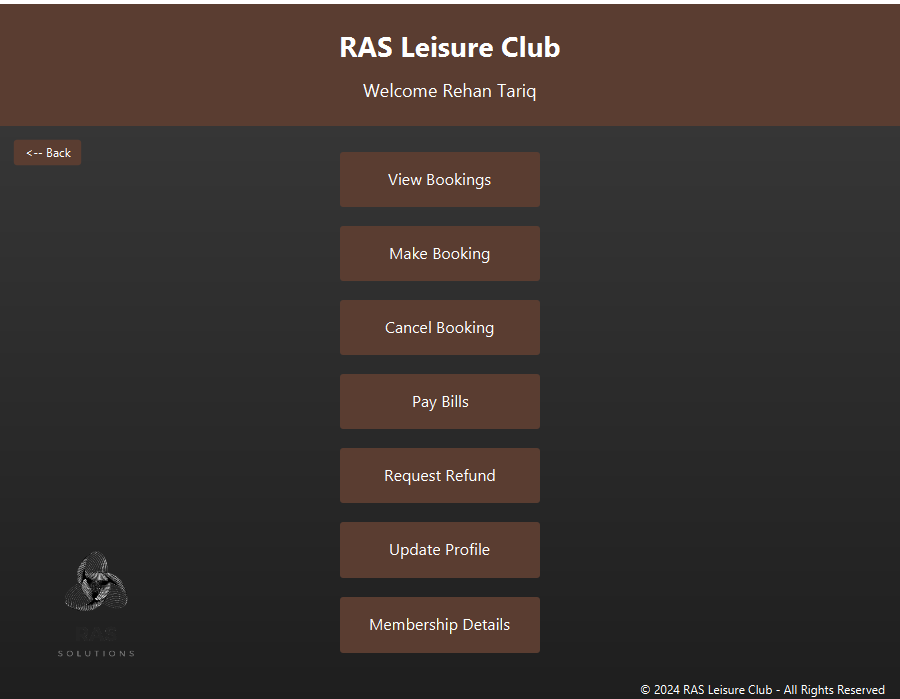 RAS Leisure Club
Welcome Rehan Tariq
<-- Back
View Bookings
Make Booking
Cancel Booking
Pay Bills
Request Refund
Update Profile
Membership Details
RAS
SOLUTIONS
© 2024 RAS Leisure Club - All Rights Reserved